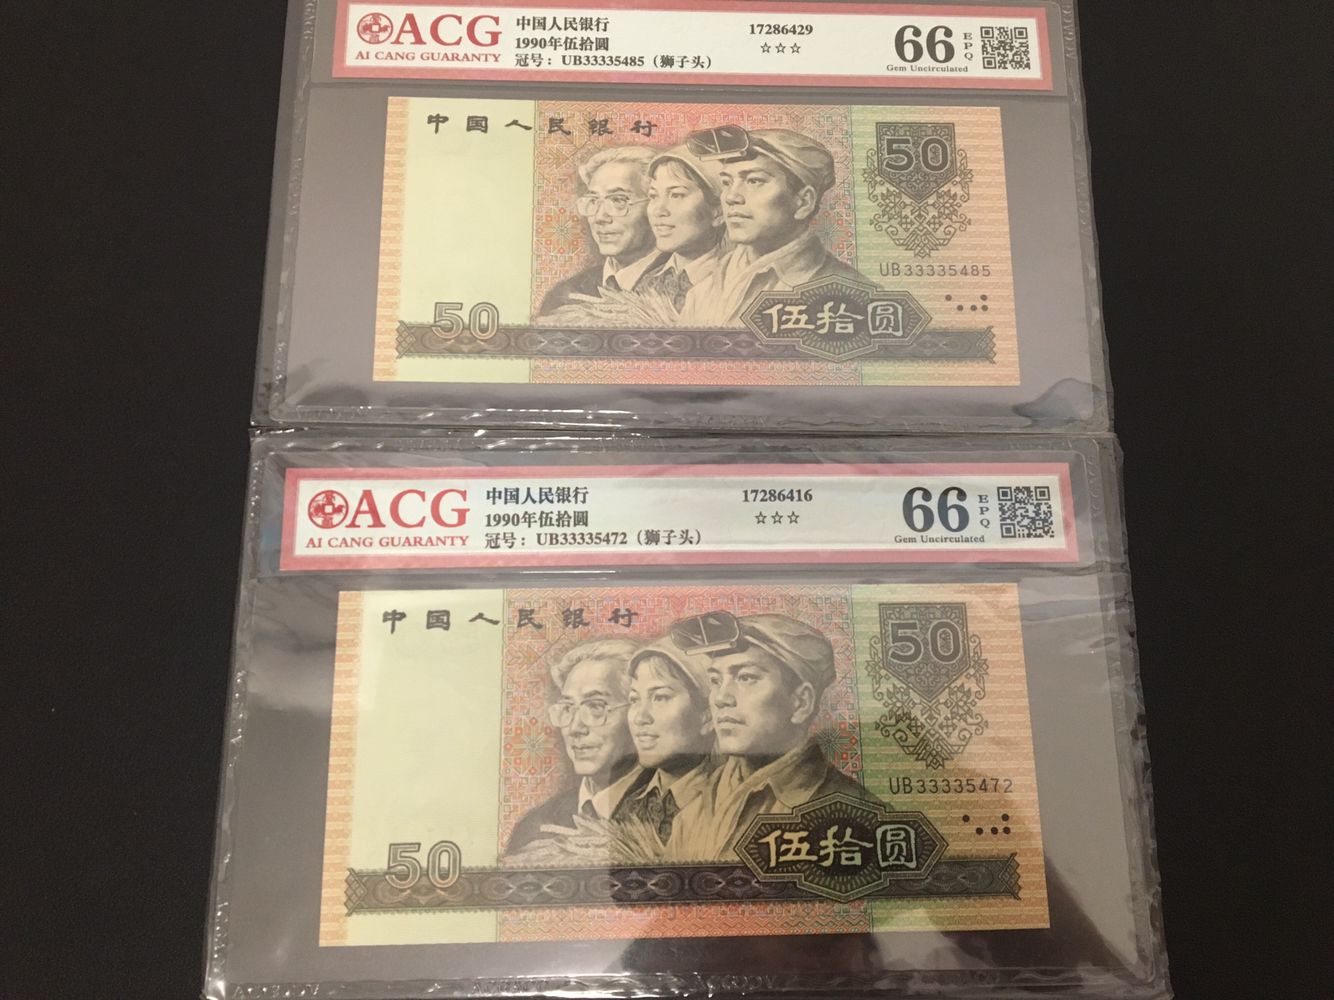 ACG
AI CANG GUARANTY
中国人民银行
1990年伍拾圆
冠号：UB33335485（狮子头）
17286429
☆☆☆
66
EPQ
Gem Uncirculated
中国人民银行
50
UB33335485
50
伍拾圆
ACG
AI CANG GUARANTY
中国人民银行
1990年伍拾圆
冠号：UB33335472（狮子头）
17286416
☆☆☆
66
EPQ
Gem Uncirculated
中国人民银行
50
UB33335472
50
伍拾圆